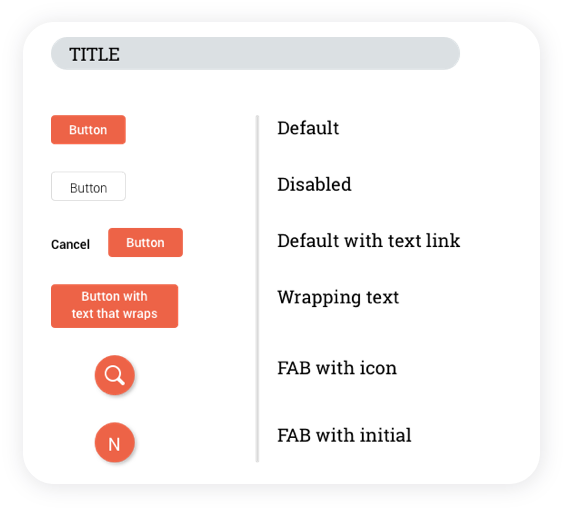 TITLE
Button
Default
Button
Disabled
Cancel
Button
Default with text link
Button with
text that wraps
Wrapping text
FAB with icon
N
FAB with initial